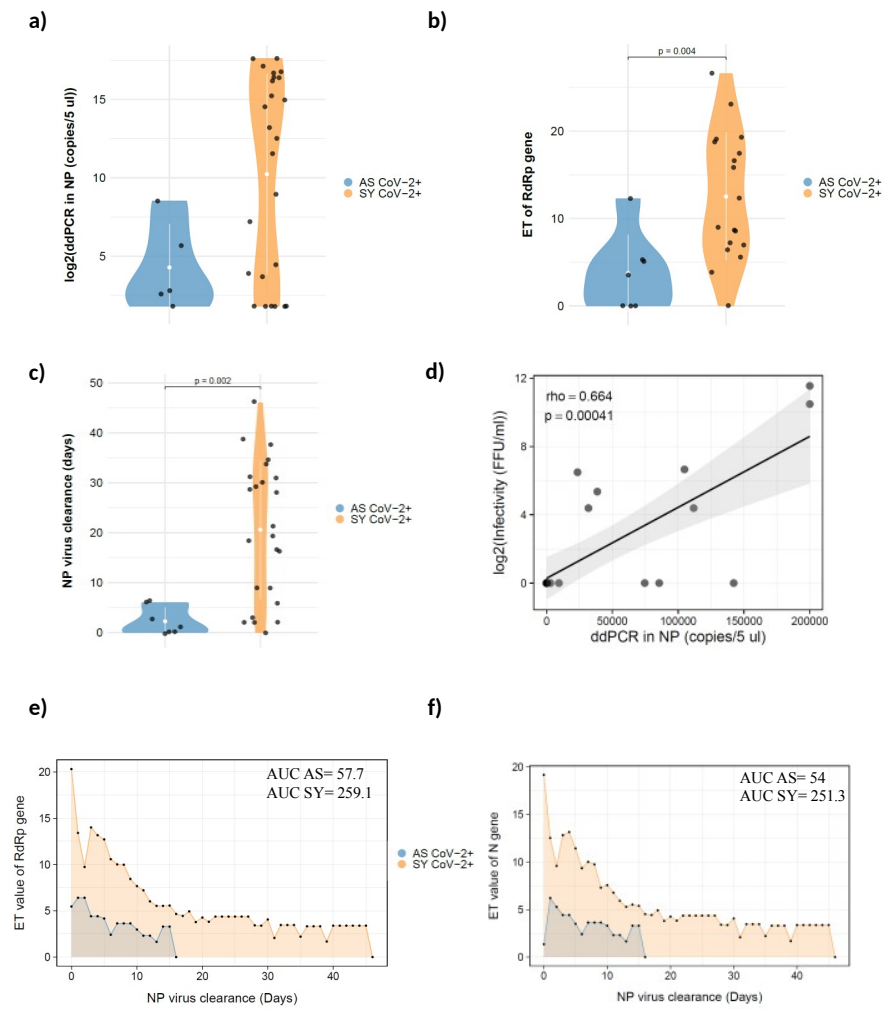 a)
log2(ddPCR in NP (copies/5 ul))
15
10
5
AS CoV−2+
SY CoV−2+
b)
p = 0.004
ET of RdRp gene
20
10
0
AS CoV−2+
SY CoV−2+
c)
p = 0.002
NP virus clearance (days)
50
40
30
20
10
0
AS CoV−2+
SY CoV−2+
d)
rho = 0.664
p = 0.00041
log2(Infectivity (FFU/ml))
12
8
4
0
0 50000 100000 150000 200000
ddPCR in NP (copies/5 ul)
e)
AUC AS= 57.7
AUC SY= 259.1
ET value of RdRp gene
20
15
10
5
0
0 10 20 30 40
NP virus clearance (Days)
AS CoV−2+
SY CoV−2+
f)
AUC AS= 54
AUC SY= 251.3
ET value of N gene
20
15
10
5
0
0 10 20 30 40
NP virus clearance (Days)